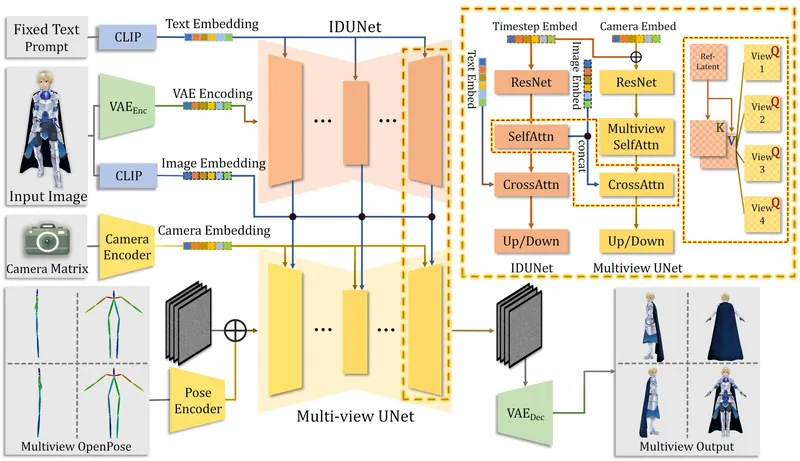 Fixed Text
Prompt
CLIP
Text Embedding
IDUNet
VAEEnc
VAE Encoding
...
...
CLIP
Image Embedding
Input Image
Camera Matrix
Camera
Encoder
Camera Embedding
...
...
Pose
Encoder
Multiview OpenPose
Multi-view UNet
VAEDec
Multiview Output
Timestep Embed
Camera Embed
Text Embed
Image Embed
ResNet
ResNet
SelfAttn
Multiview
SelfAttn
concat
CrossAttn
CrossAttn
Up/Down
Up/Down
IDUNet
Multiview UNet
Ref-
Latent
K
V
View
1
Q
View
2
Q
View
3
Q
View
4
Q